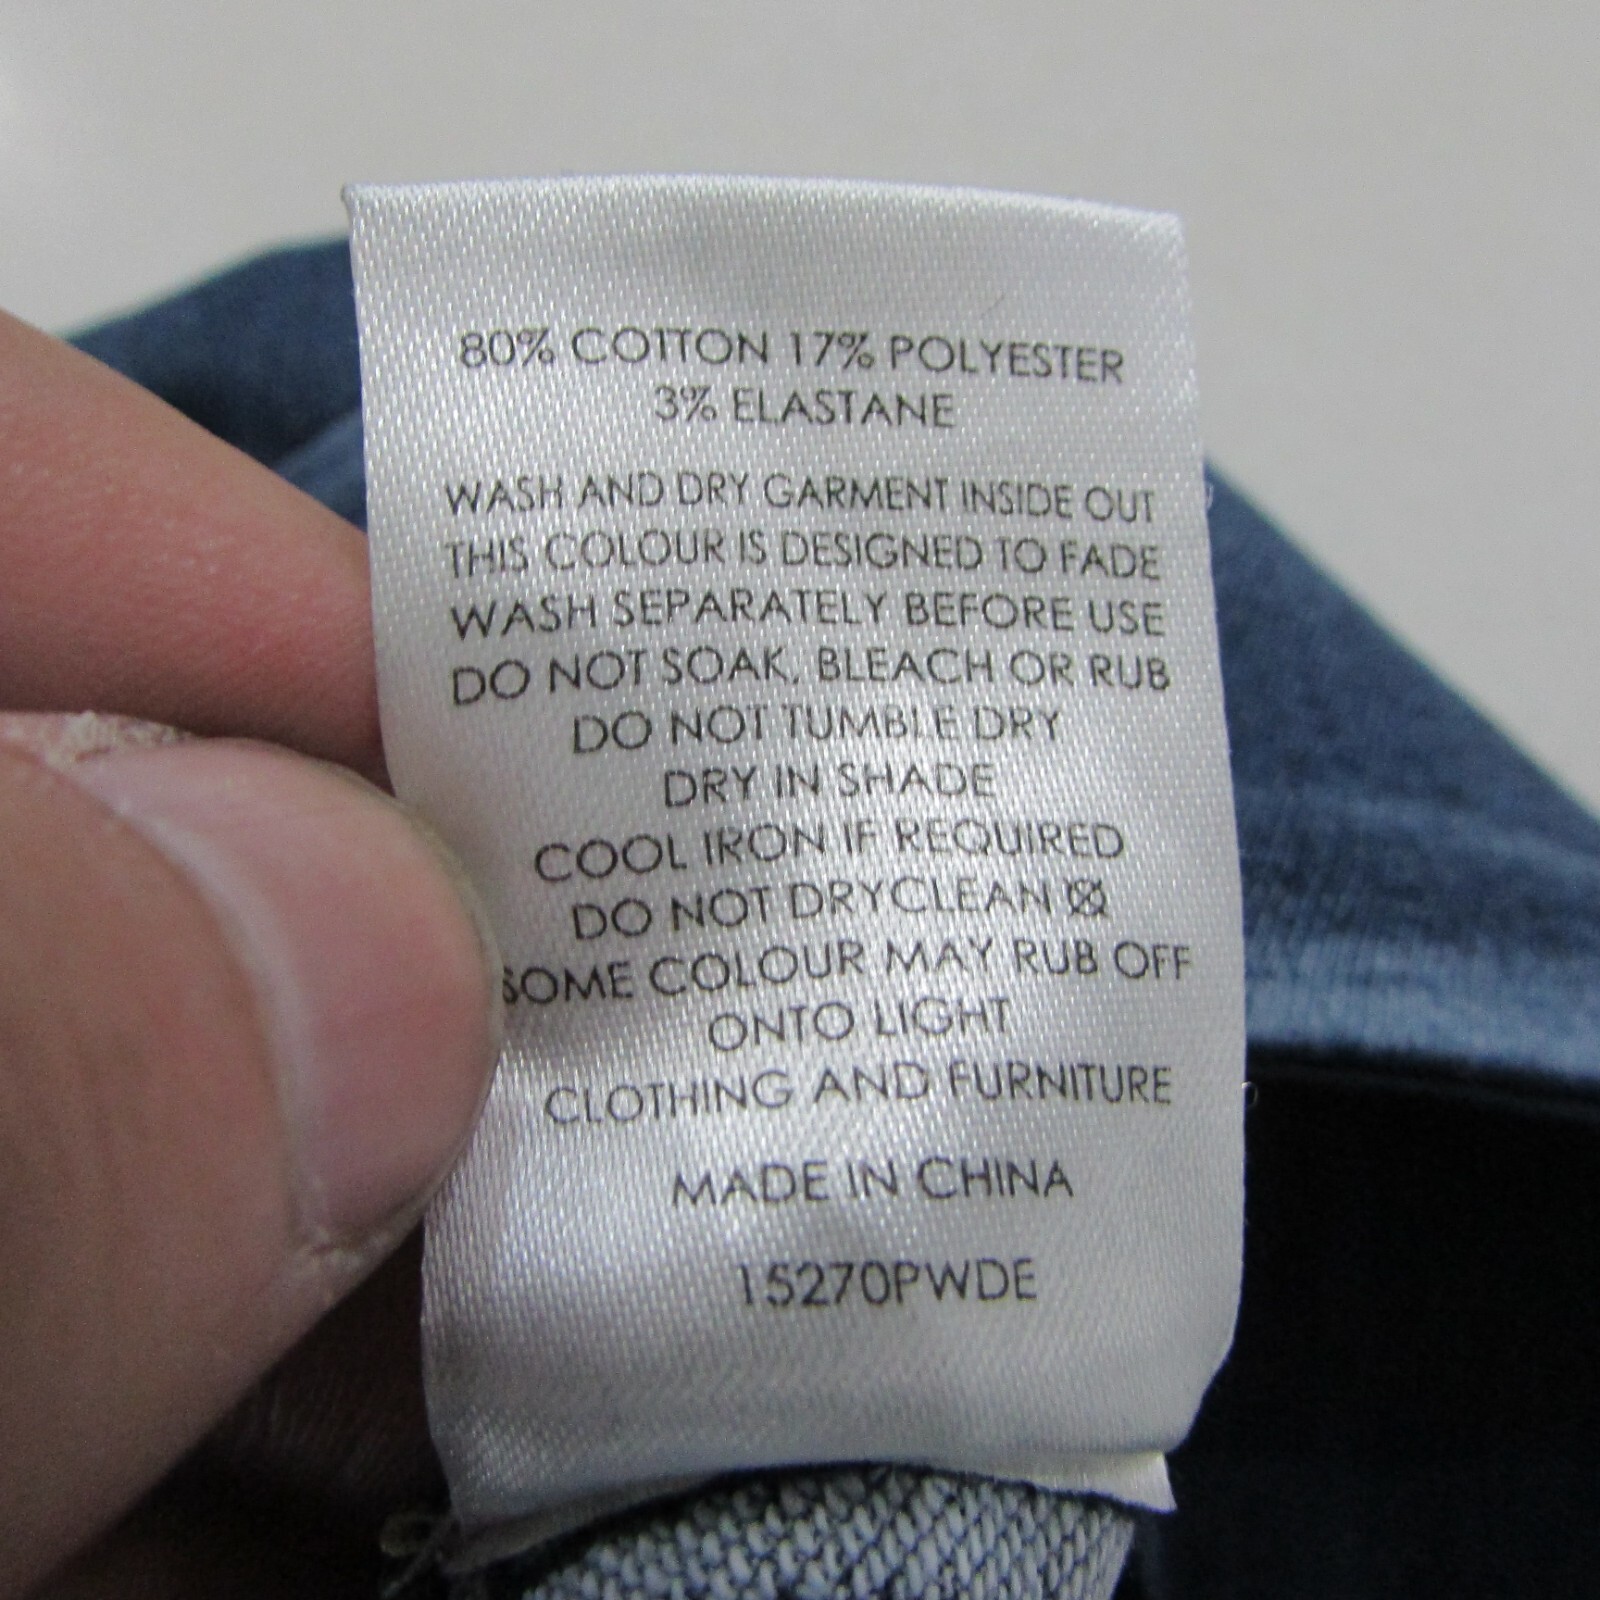 80% COTTON 17% POLYESTER
3% ELASTANE
WASH AND DRY GARMENT INSIDE OUT
THIS COLOUR IS DESIGNED TO FADE
WASH SEPARATELY BEFORE USE
DO NOT SOAK, BLEACH OR RUB
DO NOT TUMBLE DRY
DRY IN SHADE
COOL IRON IF REQUIRED
DO NOT DRYCLEAN
SOME COLOUR MAY RUB OFF
ONTO LIGHT
CLOTHING AND FURNITURE
MADE IN CHINA
15270PWDE